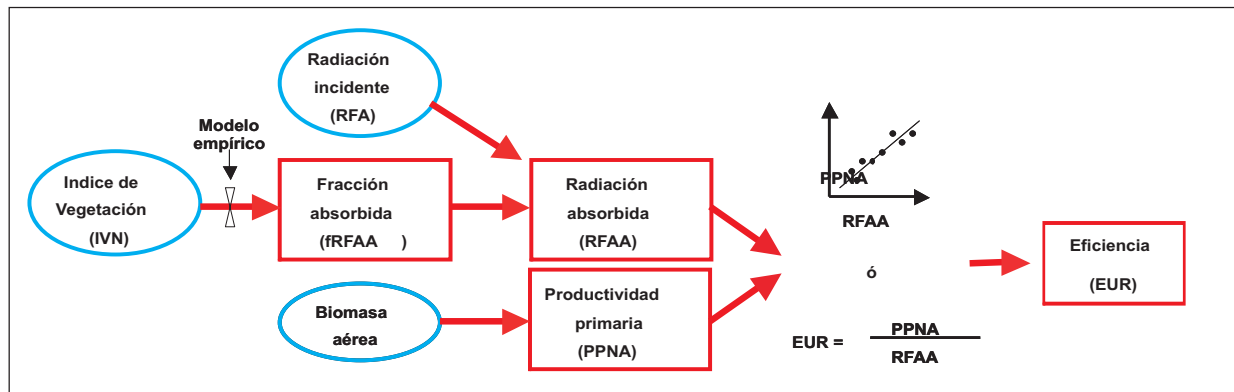 Radiación
incidente
(RFA)
Modelo
empírico
Indice de
Vegetación
(IVN)
Fracción
absorbida
(fRFAA )
Radiación
absorbida
(RFAA)
PPNA
RFAA
ó
Eficiencia
(EUR)
Biomasa
aérea
Productividad
primaria
(PPNA)
EUR = PPNA
RFAA